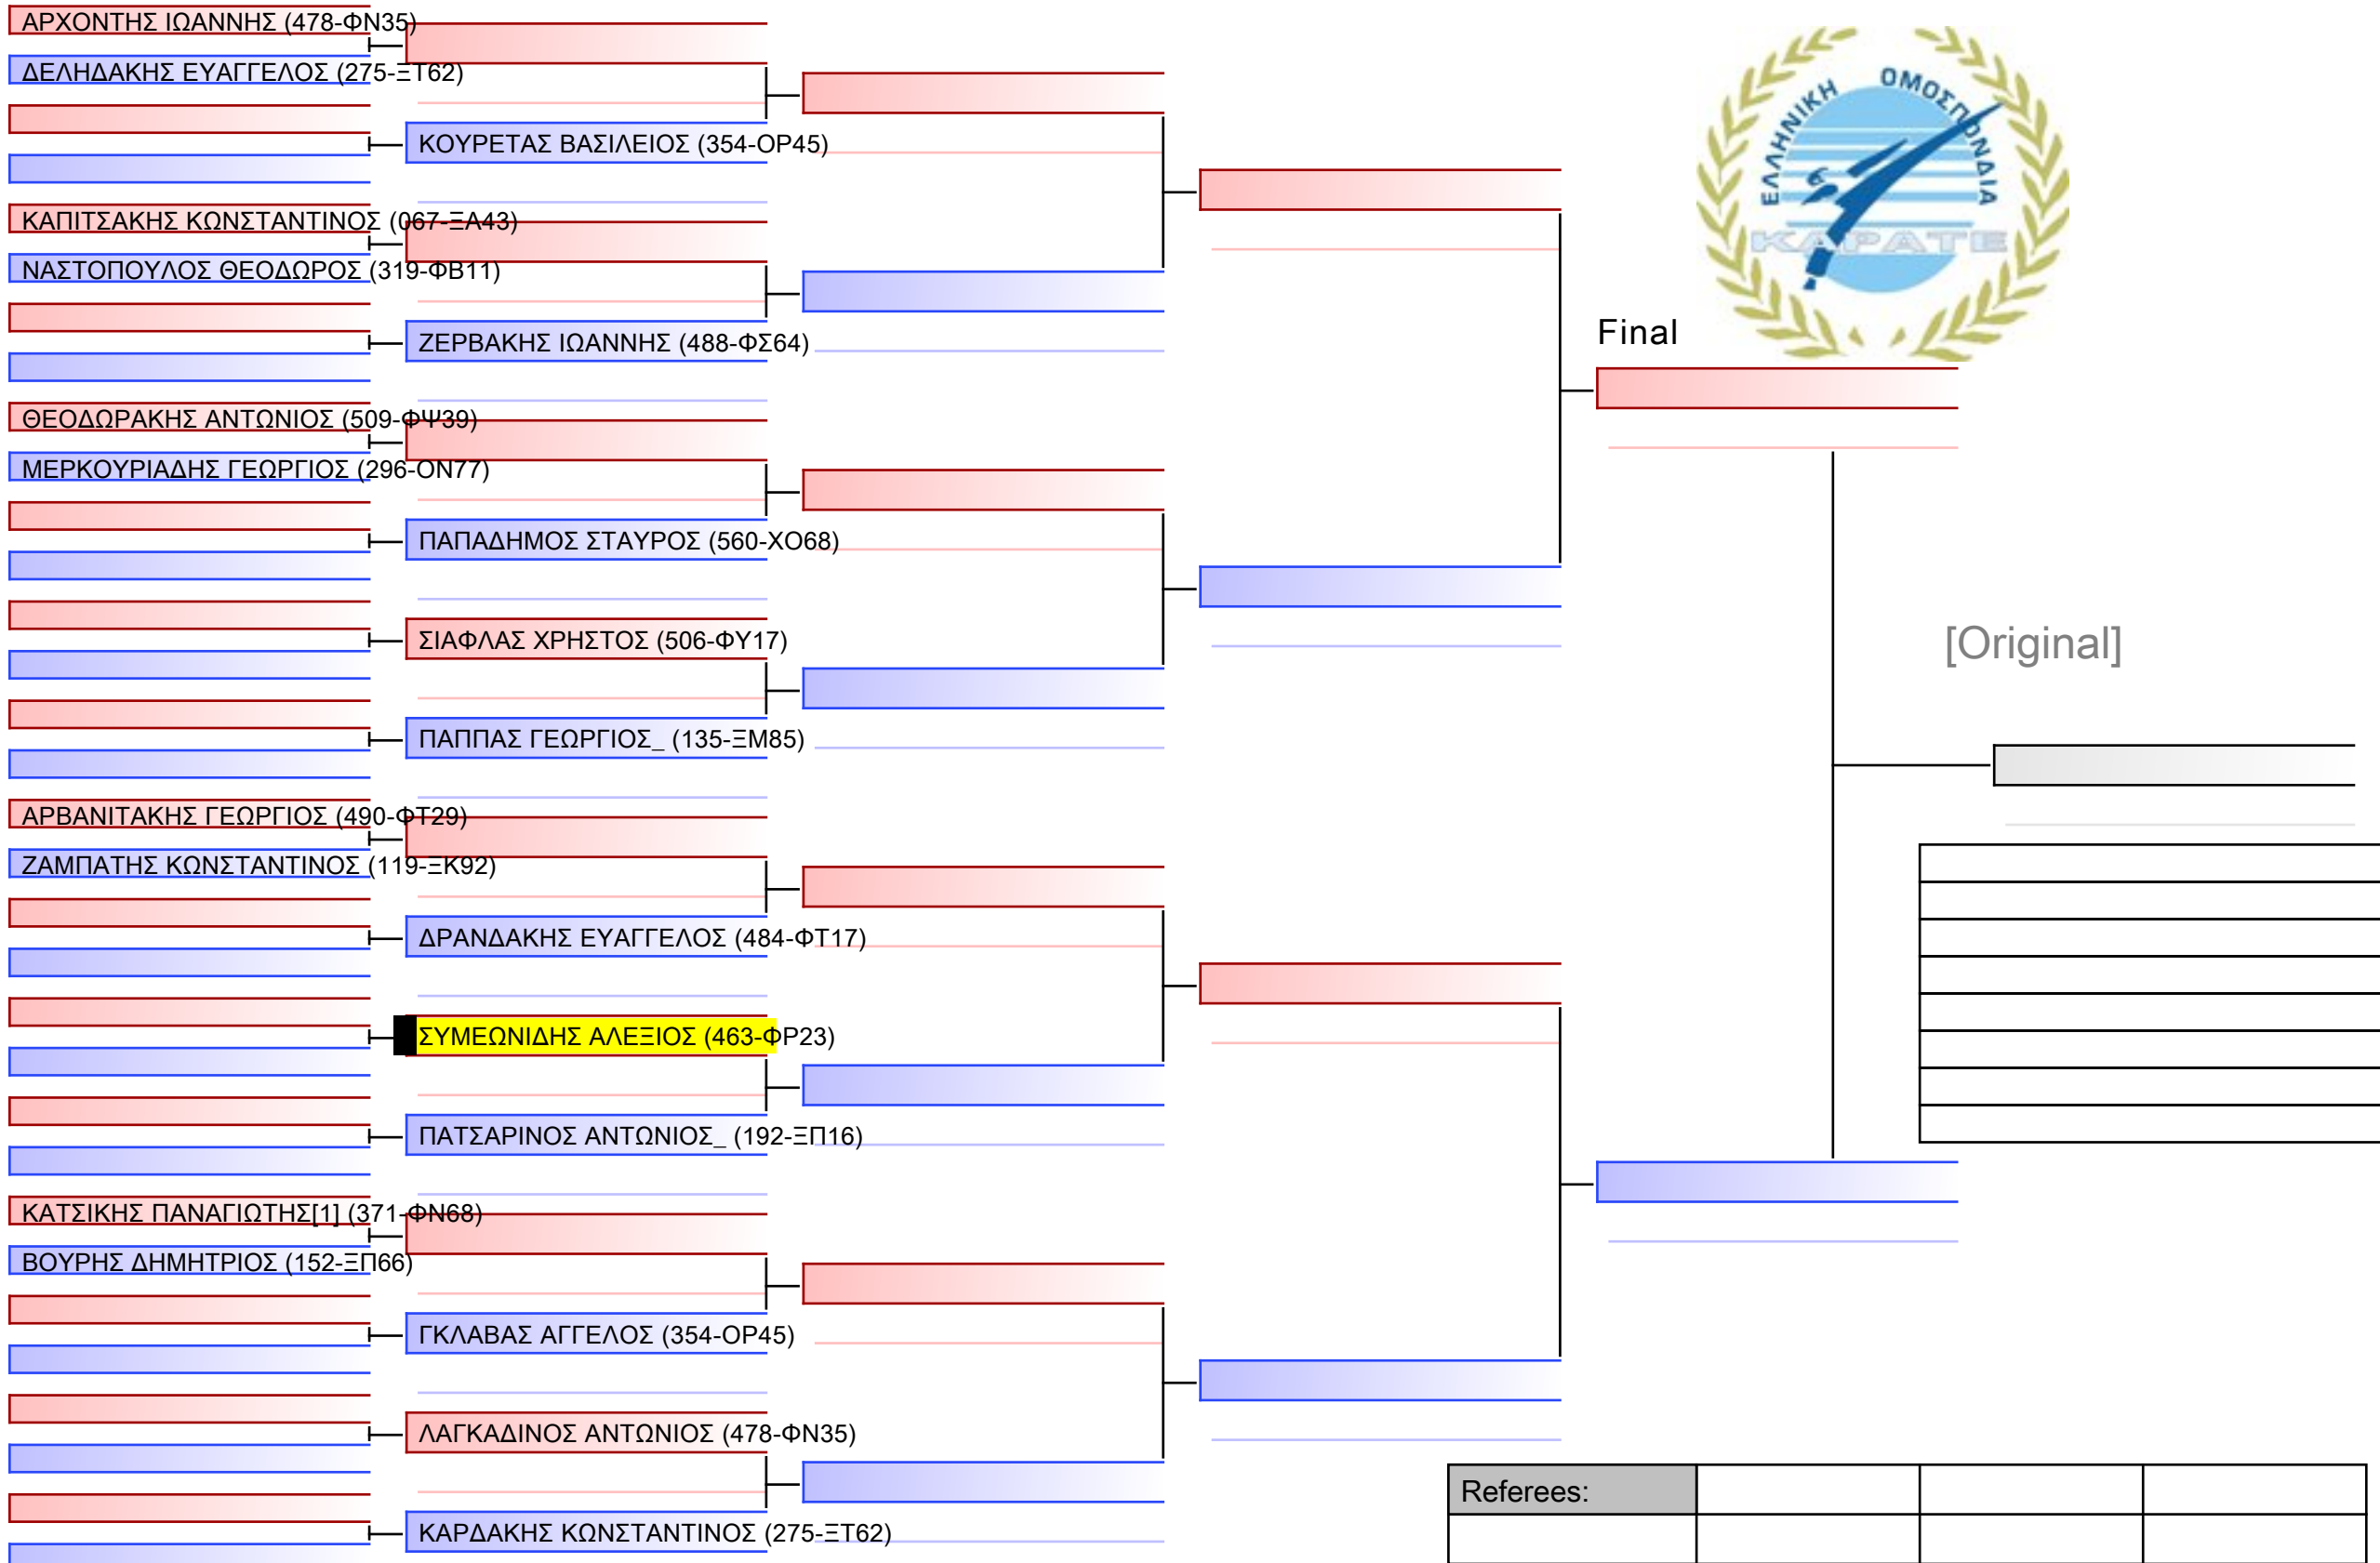 ΑΡΧΟΝΤΗΣ ΙΩΑΝΝΗΣ (478-ΦΝ35)
ΔΕΛΗΔΑΚΗΣ ΕΥΑΓΓΕΛΟΣ (275-ΞΤ62)
ΚΟΥΡΕΤΑΣ ΒΑΣΙΛΕΙΟΣ (354-ΟΡ45)
ΚΑΠΙΤΣΑΚΗΣ ΚΩΝΣΤΑΝΤΙΝΟΣ (067-ΞΑ43)
ΝΑΣΤΟΠΟΥΛΟΣ ΘΕΟΔΩΡΟΣ (319-ΦΒ11)
ΖΕΡΒΑΚΗΣ ΙΩΑΝΝΗΣ (488-ΦΣ64)
ΘΕΟΔΩΡΑΚΗΣ ΑΝΤΩΝΙΟΣ (509-ΦΨ39)
ΜΕΡΚΟΥΡΙΑΔΗΣ ΓΕΩΡΓΙΟΣ (296-ΟΝ77)
ΠΑΠΑΔΗΜΟΣ ΣΤΑΥΡΟΣ (560-ΧΟ68)
ΣΙΑΦΛΑΣ ΧΡΗΣΤΟΣ (506-ΦΥ17)
ΠΑΠΠΑΣ ΓΕΩΡΓΙΟΣ_ (135-ΞΜ85)
ΑΡΒΑΝΙΤΑΚΗΣ ΓΕΩΡΓΙΟΣ (490-ΦΤ29)
ΖΑΜΠΑΤΗΣ ΚΩΝΣΤΑΝΤΙΝΟΣ (119-ΞΚ92)
ΔΡΑΝΔΑΚΗΣ ΕΥΑΓΓΕΛΟΣ (484-ΦΤ17)
ΣΥΜΕΩΝΙΔΗΣ ΑΛΕΞΙΟΣ (463-ΦΡ23)
ΠΑΤΣΑΡΙΝΟΣ ΑΝΤΩΝΙΟΣ_ (192-ΞΠ16)
ΚΑΤΣΙΚΗΣ ΠΑΝΑΓΙΩΤΗΣ[1] (371-ΦΝ68)
ΒΟΥΡΗΣ ΔΗΜΗΤΡΙΟΣ (152-ΞΠ66)
ΓΚΛΑΒΑΣ ΑΓΓΕΛΟΣ (354-ΟΡ45)
ΛΑΓΚΑΔΙΝΟΣ ΑΝΤΩΝΙΟΣ (478-ΦΝ35)
ΚΑΡΔΑΚΗΣ ΚΩΝΣΤΑΝΤΙΝΟΣ (275-ΞΤ62)
ΕΛΛΗΝΙΚΗ ΟΜΟΣΠΟΝΔΙΑ
ΚΑΡΑΤΕ
Final
[Original]
Referees: